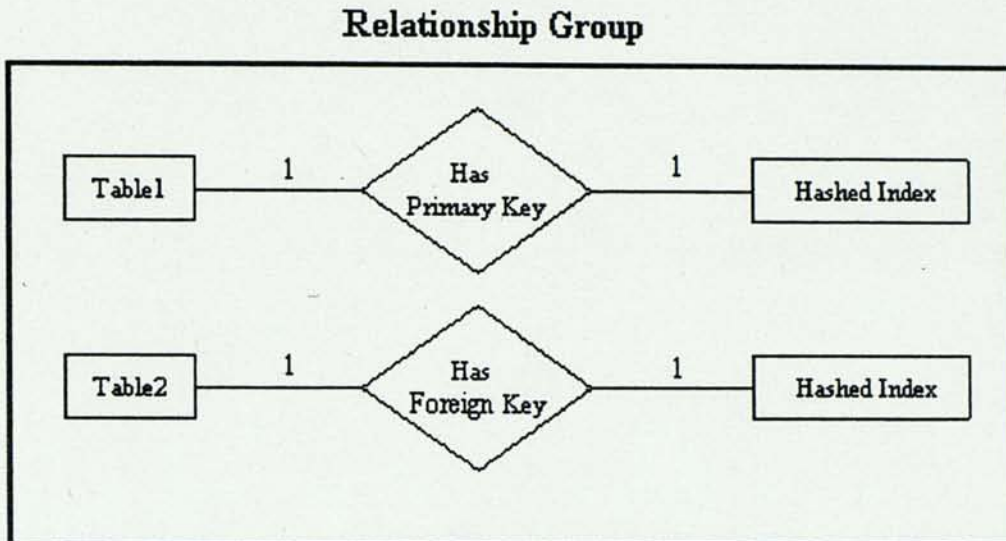 Relationship Group
Table1
1
Has
Primary Key
1
Hashed Index
Table2
1
Has
Foreign Key
1
Hashed Index